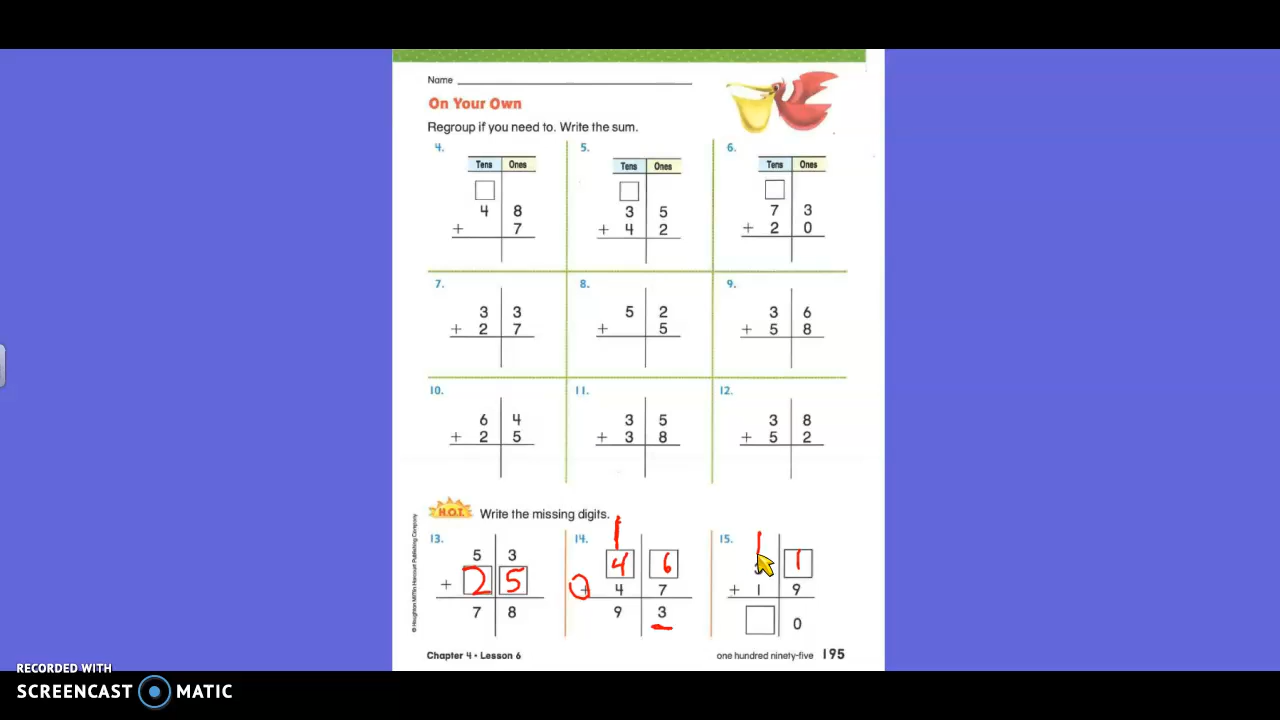 Name
On Your Own
Regroup if you need to. Write the sum.
4. 5. 6.
Tens Ones Tens Ones Tens Ones
4 8 3 5 7 3
+ 7 + 4 2 + 2 0
7. 8. 9.
3 3 5 2 3 6
+ 2 7 + 5 + 5 8
10. 11. 12.
6 4 3 5 3 8
+ 2 5 + 3 8 + 5 2
H.O.T. Write the missing digits.
13. 14. 15.
1 1
5 3 4 6 1
+ 2 5 + 4 7 + 1 9
7 8 9 3 0
© Houghton Mifflin Harcourt Publishing Company
Chapter 4 • Lesson 6 one hundred ninety-five 195
RECORDED WITH
SCREENCAST MATIC